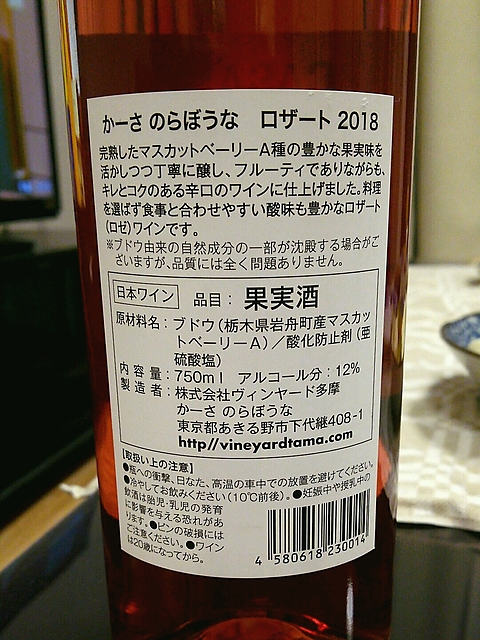 かーさ のらぼうな　ロザート 2018
完熟したマスカットベーリーA種の豊かな果実味を
活かしつつ丁寧に醸し、フルーティでありながらも、
キレとコクのある辛口のワインに仕上げました。料理
を選ばず食事と合わせやすい酸味も豊かなロザート
(ロゼ)ワインです。
※ブドウ由来の自然成分の一部が沈殿する場合がご
ざいますが、品質には全く問題ありません。
日本ワイン　品目：果実酒
原材料名：ブドウ(栃木県岩舟町産マスカッ
トベーリーA)／酸化防止剤(亜
硫酸塩)
内容量：750ml　アルコール分：12%
製造者：株式会社ヴィンヤード多摩
かーさ のらぼうな
東京都あきる野市下代継408-1
http//vineyardtama.com
【取扱い上の注意】
●瓶への衝撃、日なた、高温の車中での放置を避けてください。
●冷やしてお飲みください(10℃前後)。●妊娠中や授乳中の
飲酒は胎児・乳児の発育
に影響を与える恐れがあ
ります。●ビンの破損には
ご注意ください。●ワイン
は20歳になってから。
4 580618 230014